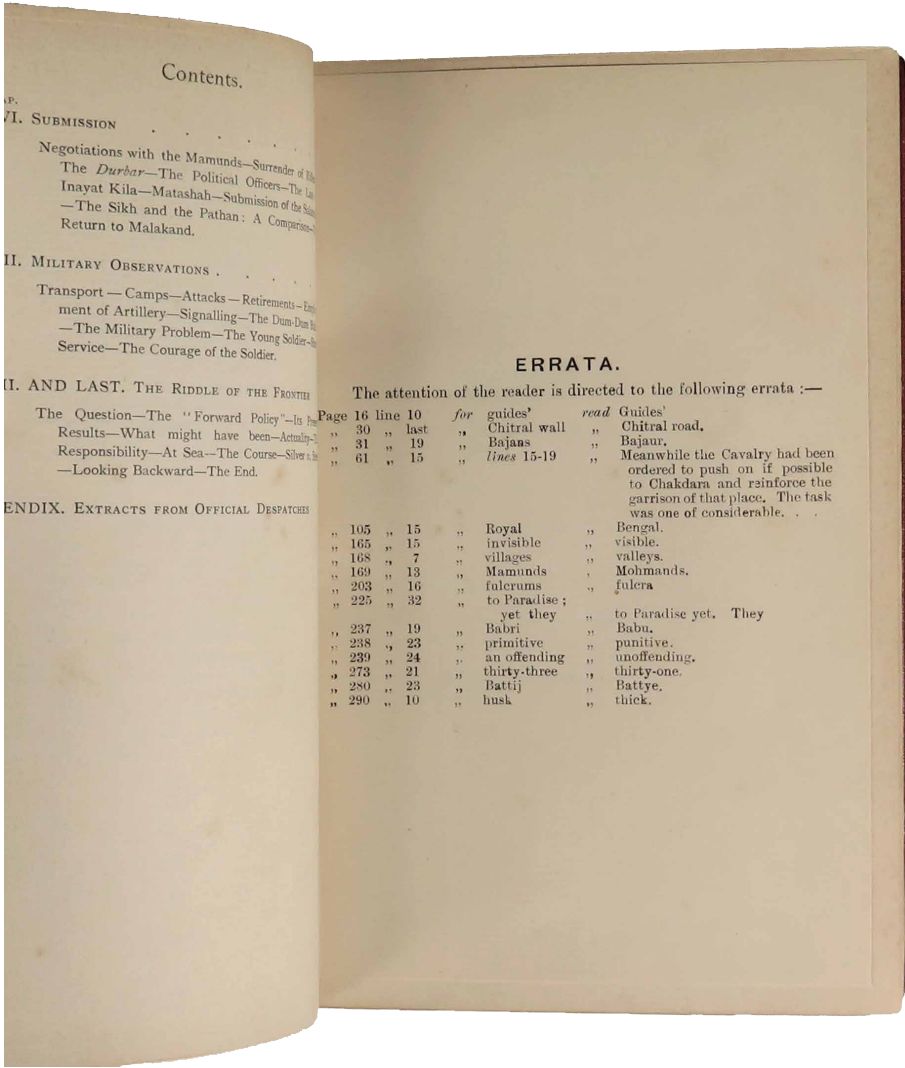 Contents.
VI. SUBMISSION . . . .
Negotiations with the Mamunds—Surrender of
The Durbar—The Political Officers—The
Inayat Kila—Matashah—Submission of the
—The Sikh and the Pathan: A Comparison—
Return to Malakand.
II. MILITARY OBSERVATIONS . . . .
Transport — Camps—Attacks — Retirements —
ment of Artillery—Signalling—The Dum-Dum
—The Military Problem—The Young Soldier—
Service—The Courage of the Soldier.
II. AND LAST. THE RIDDLE OF THE FRONTIER
The Question—The "Forward Policy"—Its
Results—What might have been—Actuality—
Responsibility—At Sea—The Course—Silver
—Looking Backward—The End.
ENDIX. EXTRACTS FROM OFFICIAL DESPATCHES
ERRATA.
The attention of the reader is directed to the following errata :—
Page 16 line 10 for guides' read Guides'
„ 30 „ last „ Chitral wall „ Chitral road.
„ 31 „ 19 „ Bajans „ Bajaur.
„ 61 „ 15 „ lines 15-19 „ Meanwhile the Cavalry had been
ordered to push on if possible
to Chakdara and reinforce the
garrison of that place. The task
was one of considerable. . .
„ 105 „ 15 „ Royal „ Bengal.
„ 165 „ 15 „ invisible „ visible.
„ 168 „ 7 „ villages „ valleys.
„ 169 „ 13 „ Mamunds , Mohmands.
„ 203 „ 16 „ fulcrums „ fulcra
„ 225 „ 32 „ to Paradise ;
yet they „ to Paradise yet. They
„ 237 „ 19 „ Babri „ Babu.
„ 238 „ 23 „ primitive „ punitive.
„ 239 „ 24 „ an offending „ unoffending.
„ 273 „ 21 „ thirty-three „ thirty-one.
„ 280 „ 23 „ Battij „ Battye.
„ 290 „ 10 „ husk „ thick.